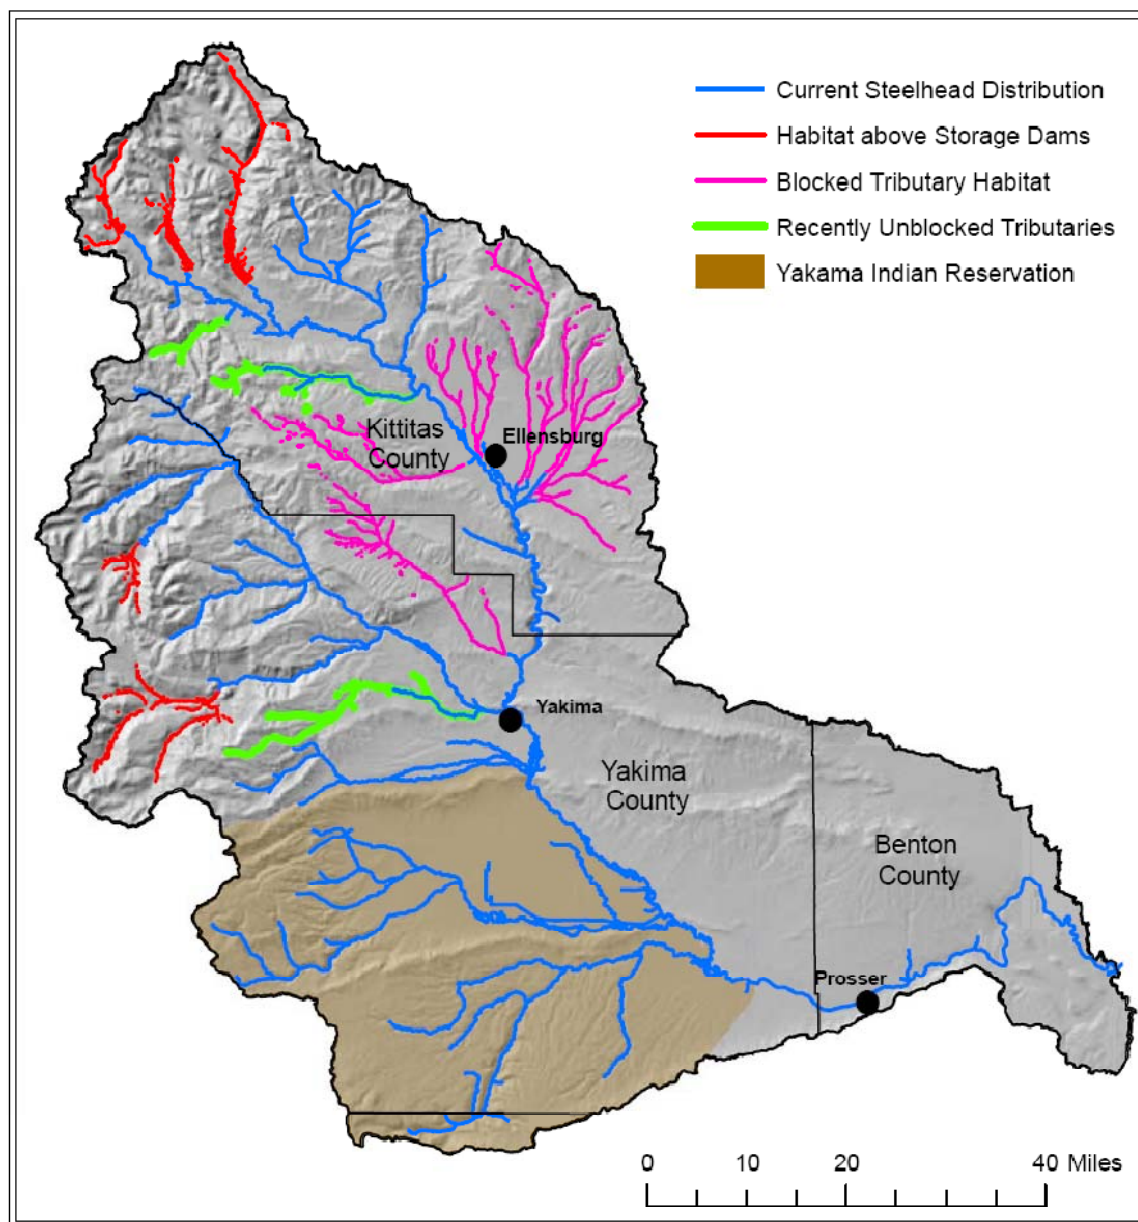 Current Steelhead Distribution
Habitat above Storage Dams
Blocked Tributary Habitat
Recently Unblocked Tributaries
Yakama Indian Reservation
Kittitas
County
Ellensburg
Yakima
Yakima
County
Benton
County
Prosser
0 10 20 40 Miles